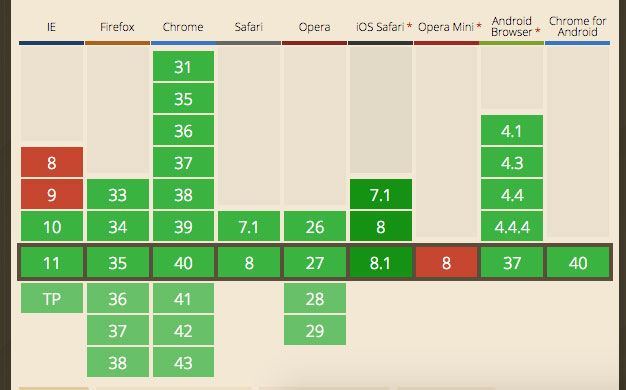 IE Firefox Chrome Safari Opera iOS Safari * Opera Mini * Android Browser * Chrome for Android
31
35
36
8 37 4.1
9 33 38 7.1 4.3
10 34 39 7.1 26 8 4.4
4.4.4
11 35 40 8 27 8.1 8 37 40
TP 36 41 28
37 42 29
38 43